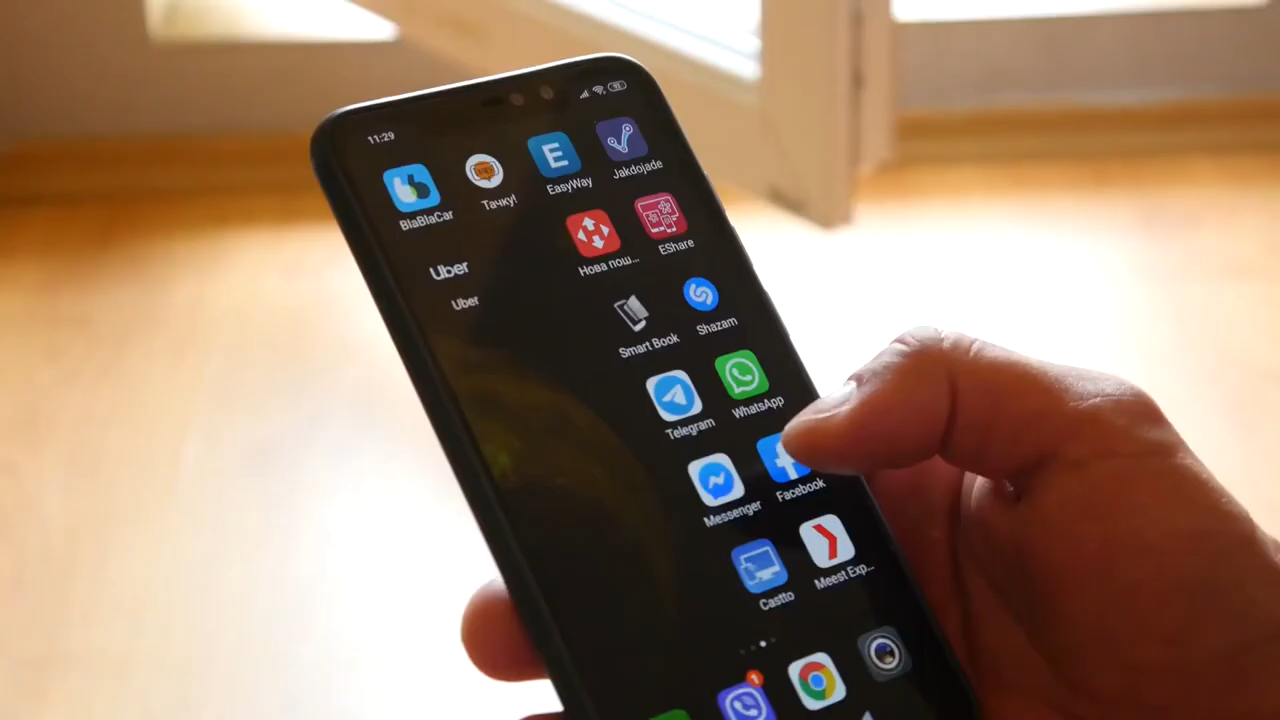 11:29
93
BlaBlaCar
Тачку!
E
EasyWay
Jakdojade
Нова пош...
EShare
Uber
Uber
Smart Book
Shazam
Telegram
WhatsApp
Messenger
Facebook
Castto
Meest Exp...
1